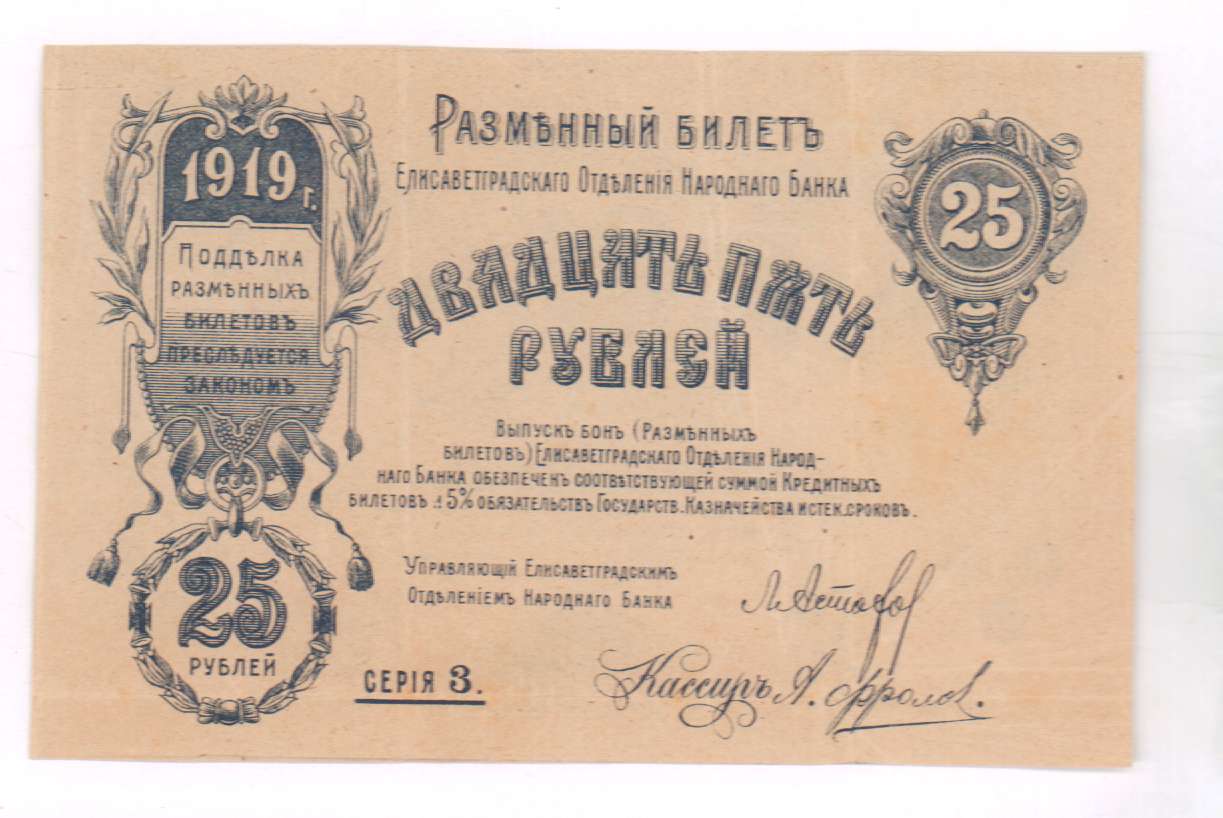 1919 г.
Поддѣлка
размѣнныхъ
билетовъ
преслѣдуется
закономъ
25
рублей
Размѣнный билетъ
Елисаветградскаго Отдѣленія Народнаго Банка
Двадцать пять
рублей
25
Выпускъ бонъ (Размѣнныхъ
билетовъ) Елисаветградскаго Отдѣленія Народ-
наго Банка обезпеченъ соотвѣтствующей суммой Кредитныхъ
билетовъ и 5% обязательствъ Государств. Казначейства истек. сроковъ.
Управляющій Елисаветградскимъ
Отдѣленіемъ Народнаго Банка
Серія 3.
Кассиръ А. Фролов.